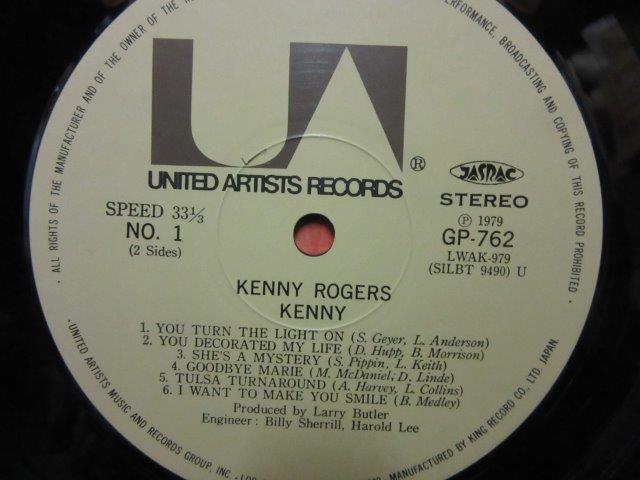 ALL RIGHTS OF THE MANUFACTURER AND OF THE OWNER OF THE
PERFORMANCE, BROADCASTING AND COPYING OF THIS RECORD PROHIBITED.
UA
®
UNITED ARTISTS RECORDS
JASRAC
STEREO
SPEED 33⅓
NO. 1
(2 Sides)
Ⓟ 1979
GP-762
LWAK-979
(SILBT 9490) U
KENNY ROGERS
KENNY
1. YOU TURN THE LIGHT ON (S. Geyer, L. Anderson)
2. YOU DECORATED MY LIFE (D. Hupp, B. Morrison)
3. SHE'S A MYSTERY (S. Pippin, L. Keith)
4. GOODBYE MARIE (M. McDaniel, D. Linde)
5. TULSA TURNAROUND (A. Harvey, L. Collins)
6. I WANT TO MAKE YOU SMILE (B. Medley)
Produced by Larry Butler
Engineer: Billy Sherrill, Harold Lee
UNITED ARTISTS MUSIC AND RECORDS GROUP, INC.
MANUFACTURED BY KING RECORD CO., LTD. JAPAN.